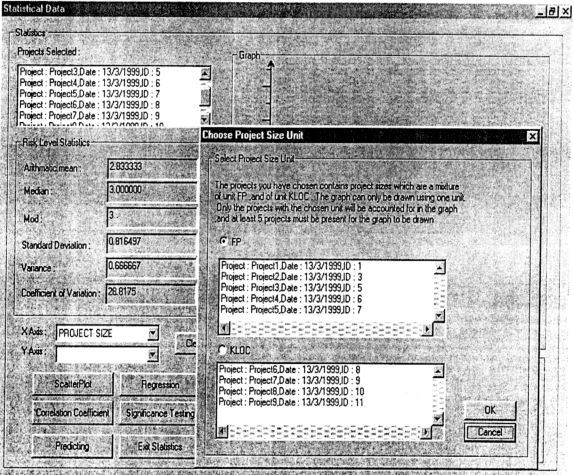 Statistical Data
Statistics
Projects Selected :
Project : Project3,Date : 13/3/1999,ID : 5
Project : Project4,Date : 13/3/1999,ID : 6
Project : Project5,Date : 13/3/1999,ID : 7
Project : Project6,Date : 13/3/1999,ID : 8
Project : Project7,Date : 13/3/1999,ID : 9
Graph
Risk Level Statistics
Arithmatic mean : 2.833333
Median : 3.000000
Mod : 3
Standard Deviation : 0.816497
Variance : 0.666667
Coefficient of Variation : 28.8175
X Axis : PROJECT SIZE
Y Axis :
Cle
ScatterPlot
Regression
Correlation Coefficient
Significance Testing
Predicting
Exit Statistics
Choose Project Size Unit
Select Project Size Unit
The projects you have chosen contains project sizes which are a mixture
of unit FP, and of unit KLOC . The graph can only be drawn using one unit.
Only the projects with the chosen unit will be accounted for in the graph
and at least 5 projects must be present for the graph to be drawn
FP
Project : Project1,Date : 13/3/1999,ID : 1
Project : Project2,Date : 13/3/1999,ID : 3
Project : Project3,Date : 13/3/1999,ID : 5
Project : Project4,Date : 13/3/1999,ID : 6
Project : Project5,Date : 13/3/1999,ID : 7
KLOC
Project : Project6,Date : 13/3/1999,ID : 8
Project : Project7,Date : 13/3/1999,ID : 9
Project : Project8,Date : 13/3/1999,ID : 10
Project : Project9,Date : 13/3/1999,ID : 11
OK
Cancel